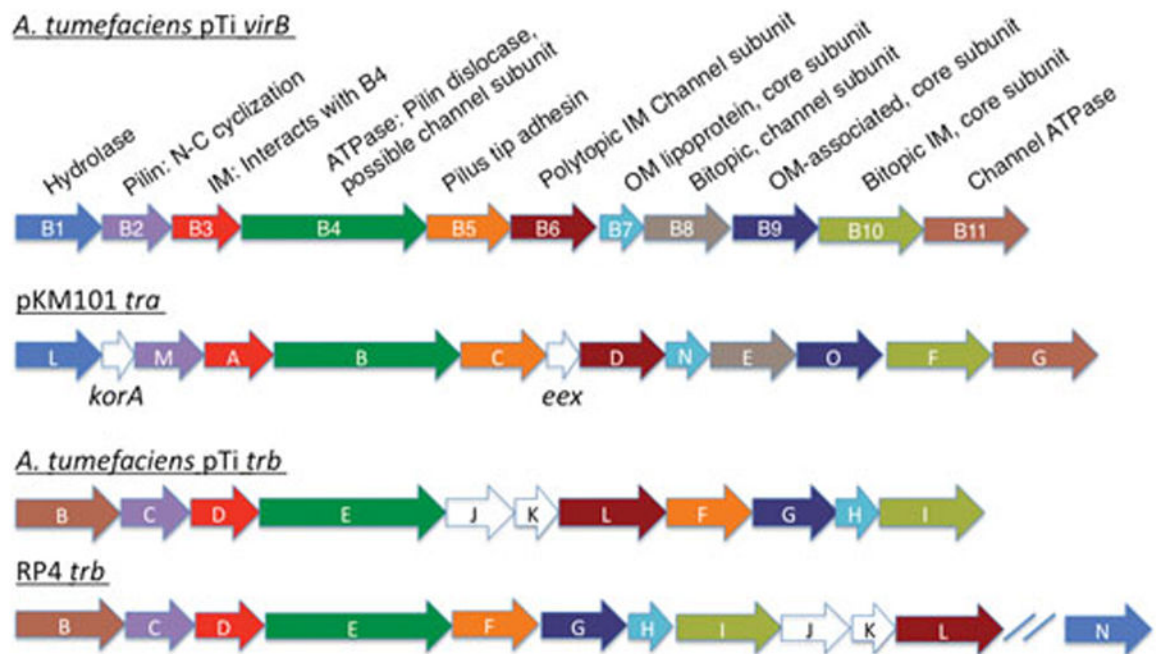 A. tumefaciens pTi virB
Hydrolase
Pilin: N-C cyclization
IM: Interacts with B4
ATPase: Pilin dislocase,
possible channel subunit
Pilus tip adhesin
Polytopic IM Channel subunit
OM lipoprotein, core subunit
Bitopic, channel subunit
OM-associated, core subunit
Bitopic IM, core subunit
Channel ATPase
B1 B2 B3 B4 B5 B6 B7 B8 B9 B10 B11
pKM101 tra
L M A B C D N E O F G
korA eex
A. tumefaciens pTi trb
B C D E J K L F G H I
RP4 trb
B C D E F G H I J K L N